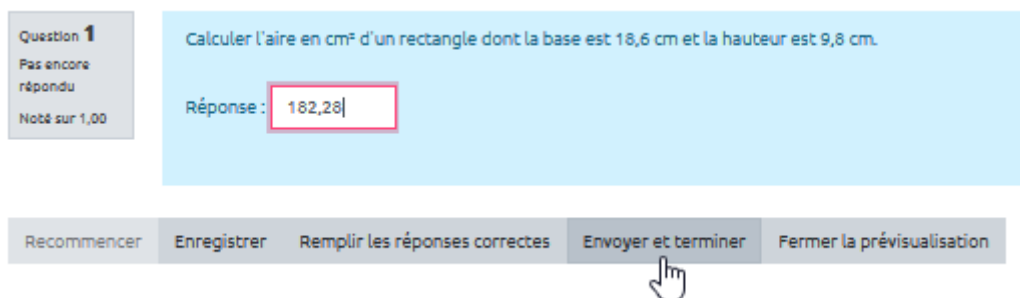 Question 1
Pas encore
répondu
Noté sur 1,00
Calculer l'aire en cm² d'un rectangle dont la base est 18,6 cm et la hauteur est 9,8 cm.
Réponse : 182,28
Recommencer Enregistrer Remplir les réponses correctes Envoyer et terminer Fermer la prévisualisation